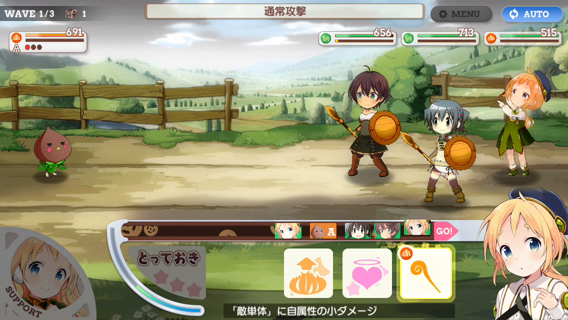 WAVE 1/3 1
通常攻撃
MENU
AUTO
691
A
656
713
515
A
GO!
とっておき
SUPPORT
「敵単体」に自属性の小ダメージ